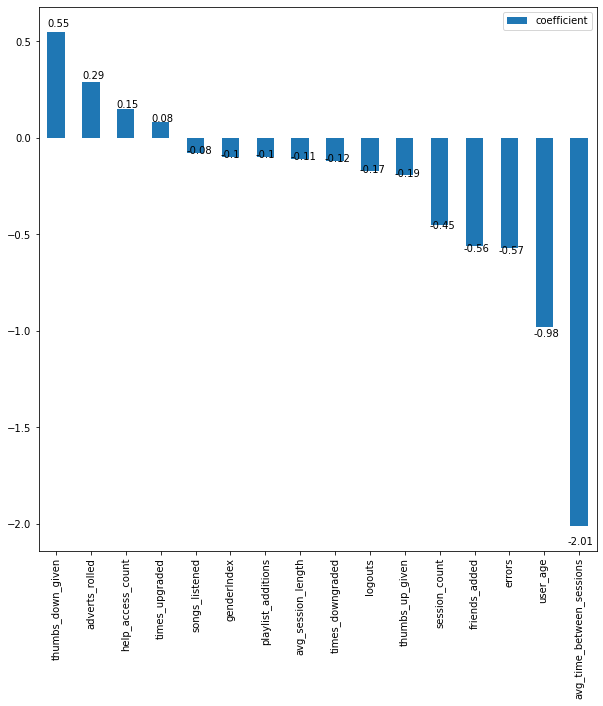 coefficient
0.5
0.0
−0.5
−1.0
−1.5
−2.0
0.55
0.29
0.15
0.08
-0.08
-0.1
-0.1
-0.11
-0.12
-0.17
-0.19
-0.45
-0.56
-0.57
-0.98
-2.01
thumbs_down_given
adverts_rolled
help_access_count
times_upgraded
songs_listened
genderIndex
playlist_additions
avg_session_length
times_downgraded
logouts
thumbs_up_given
session_count
friends_added
errors
user_age
avg_time_between_sessions